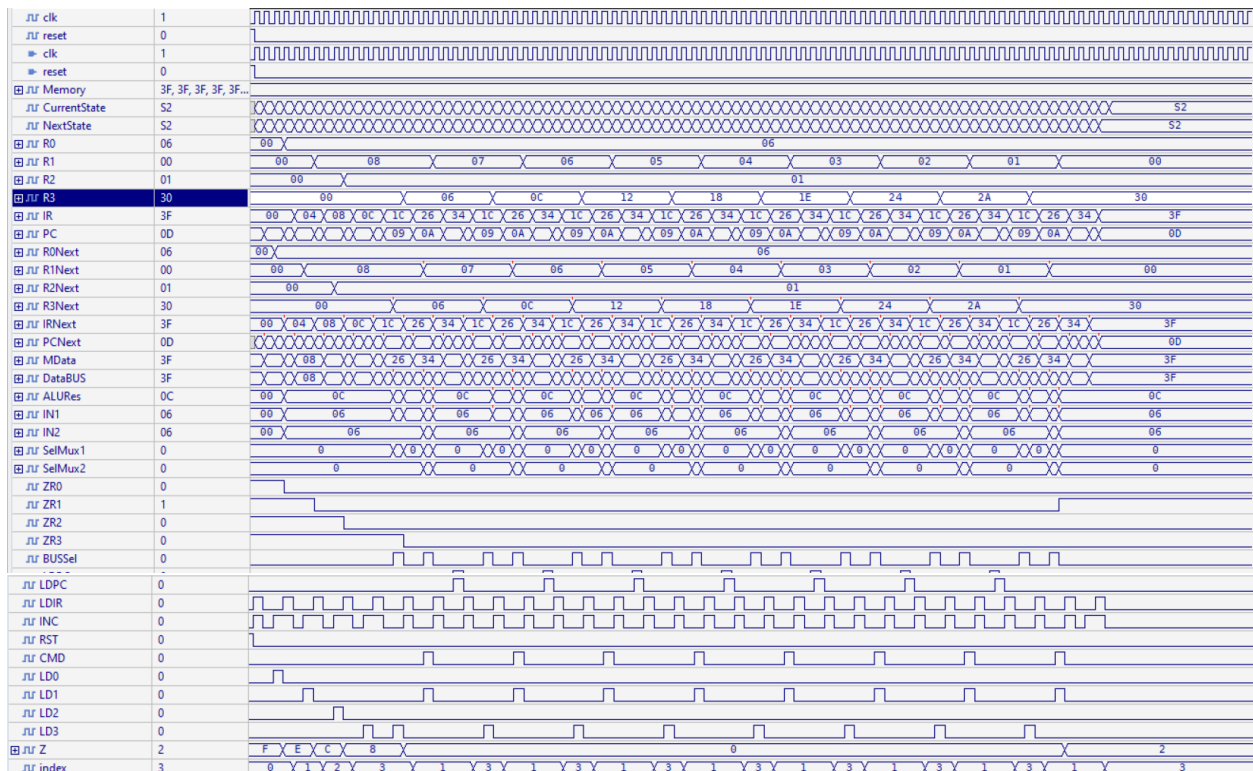 clk 1
reset 0
clk 1
reset 0
Memory 3F, 3F, 3F, 3F, 3F...
CurrentState S2 S2
NextState S2 S2
R0 06 00 06
R1 00 00 08 07 06 05 04 03 02 01 00
R2 01 00 01
R3 30 00 06 0C 12 18 1E 24 2A 30
IR 3F 00 04 08 0C 1C 26 34 1C 26 34 1C 26 34 1C 26 34 1C 26 34 1C 26 34 1C 26 34 1C 26 34 3F
PC 0D 09 0A 09 0A 09 0A 09 0A 09 0A 09 0A 09 0A 09 0A 0D
R0Next 06 00 06
R1Next 00 00 08 07 06 05 04 03 02 01 00
R2Next 01 00 01
R3Next 30 00 06 0C 12 18 1E 24 2A 30
IRNext 3F 00 04 08 0C 1C 26 34 1C 26 34 1C 26 34 1C 26 34 1C 26 34 1C 26 34 1C 26 34 1C 26 34 3F
PCNext 0D 0D
MData 3F 08 26 34 26 34 26 34 26 34 26 34 26 34 26 34 26 34 3F
DataBUS 3F 08 3F
ALURes 0C 00 0C 0C 0C 0C 0C 0C 0C 0C 0C
IN1 06 00 06 06 06 06 06 06 06 06 06 06
IN2 06 00 06 06 06 06 06 06 06 06 06
SelMux1 0 0 0 0 0 0 0 0 0 0 0 0 0 0 0 0 0 0
SelMux2 0 0 0 0 0 0 0 0 0 0
ZR0 0
ZR1 1
ZR2 0
ZR3 0
BUSSel 0
LDPC 0
LDIR 0
INC 0
RST 0
CMD 0
LD0 0
LD1 0
LD2 0
LD3 0
Z 2 F E C 8 0 2
index 3 0 1 2 3 1 3 1 3 1 3 1 3 1 3 1 3 1 3 1 3